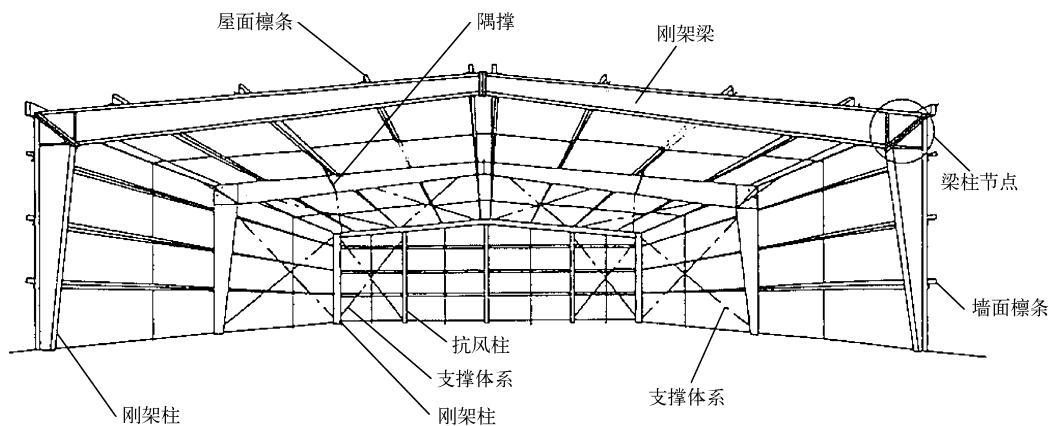 屋面檩条
隅撑
刚架梁
梁柱节点
墙面檩条
抗风柱
支撑体系
支撑体系
刚架柱
刚架柱